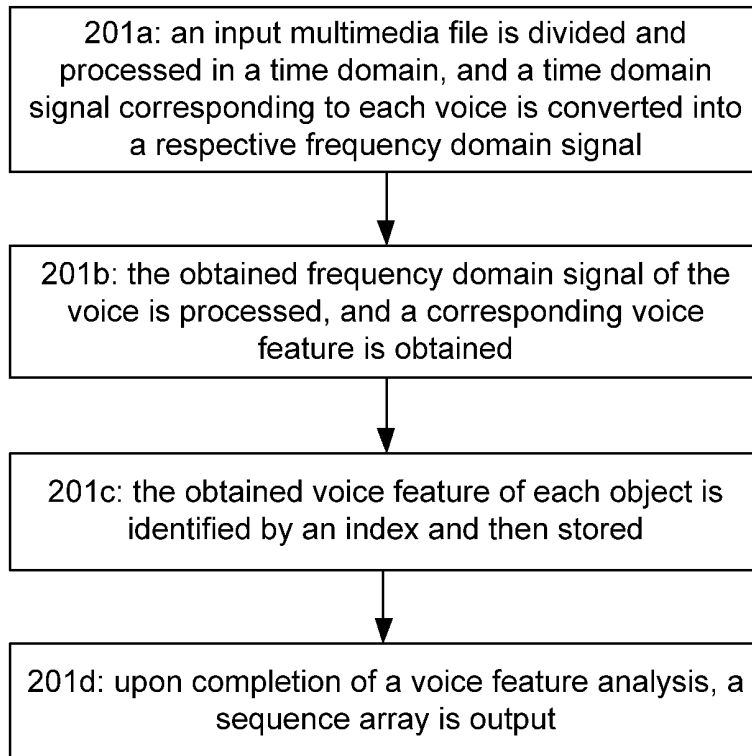 201a: an input multimedia file is divided and
processed in a time domain, and a time domain
signal corresponding to each voice is converted into
a respective frequency domain signal
201b: the obtained frequency domain signal of the
voice is processed, and a corresponding voice
feature is obtained
201c: the obtained voice feature of each object is
identified by an index and then stored
201d: upon completion of a voice feature analysis, a
sequence array is output